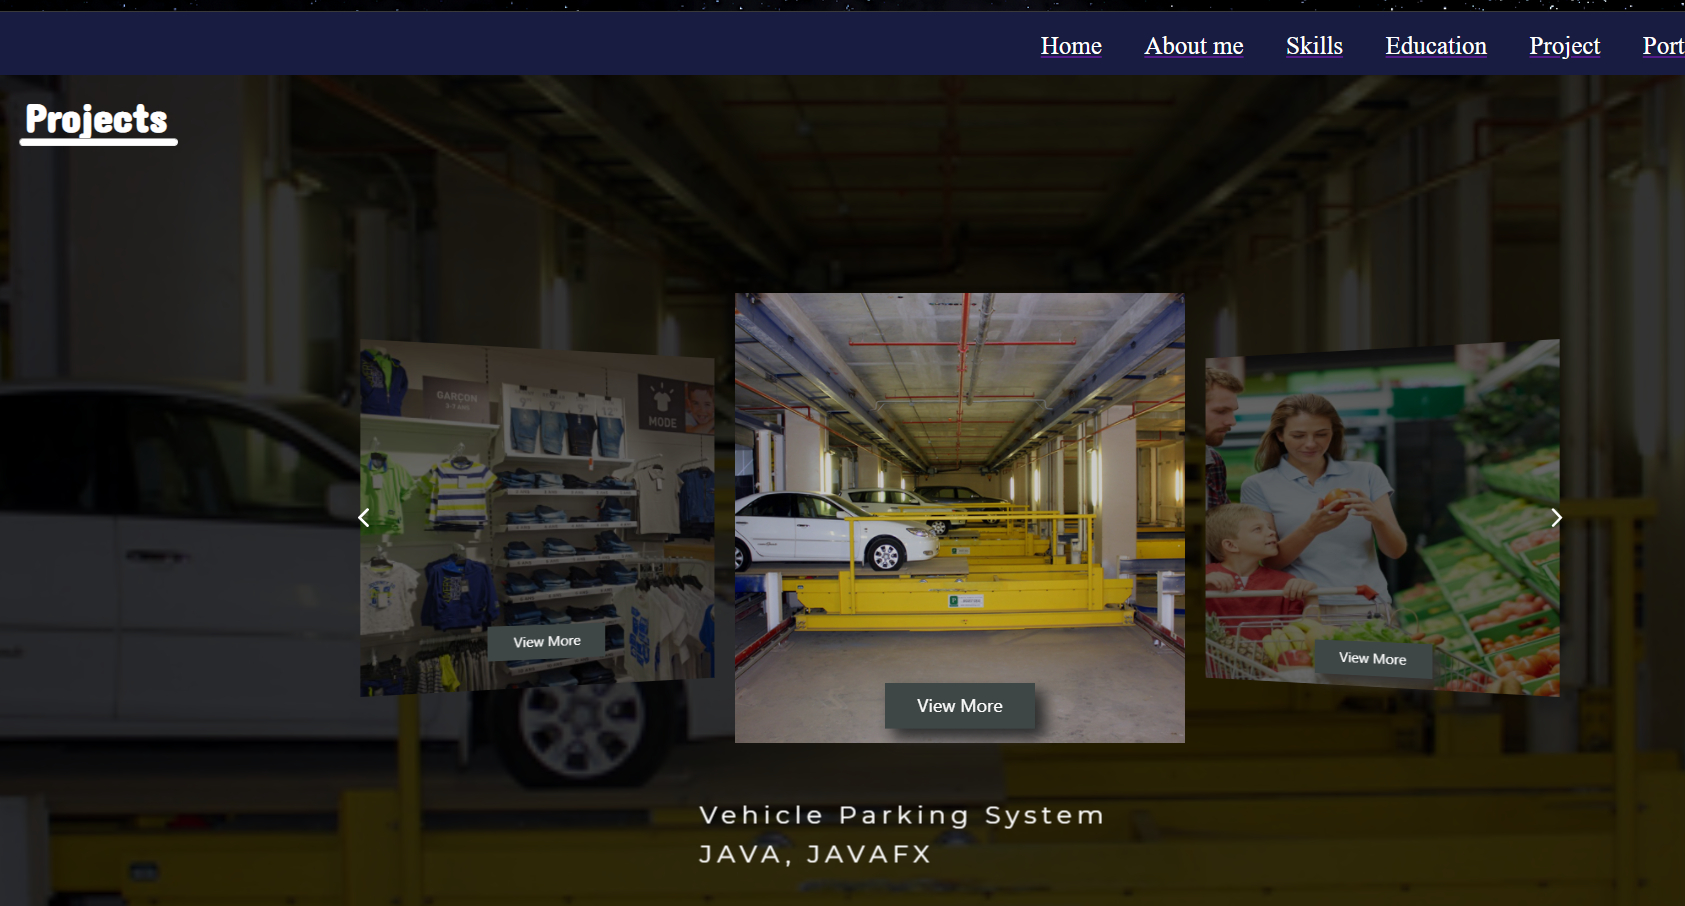 Home About me Skills Education Project Port
Projects
GARCON
MODE
View More
View More
View More
Vehicle Parking System
JAVA, JAVAFX